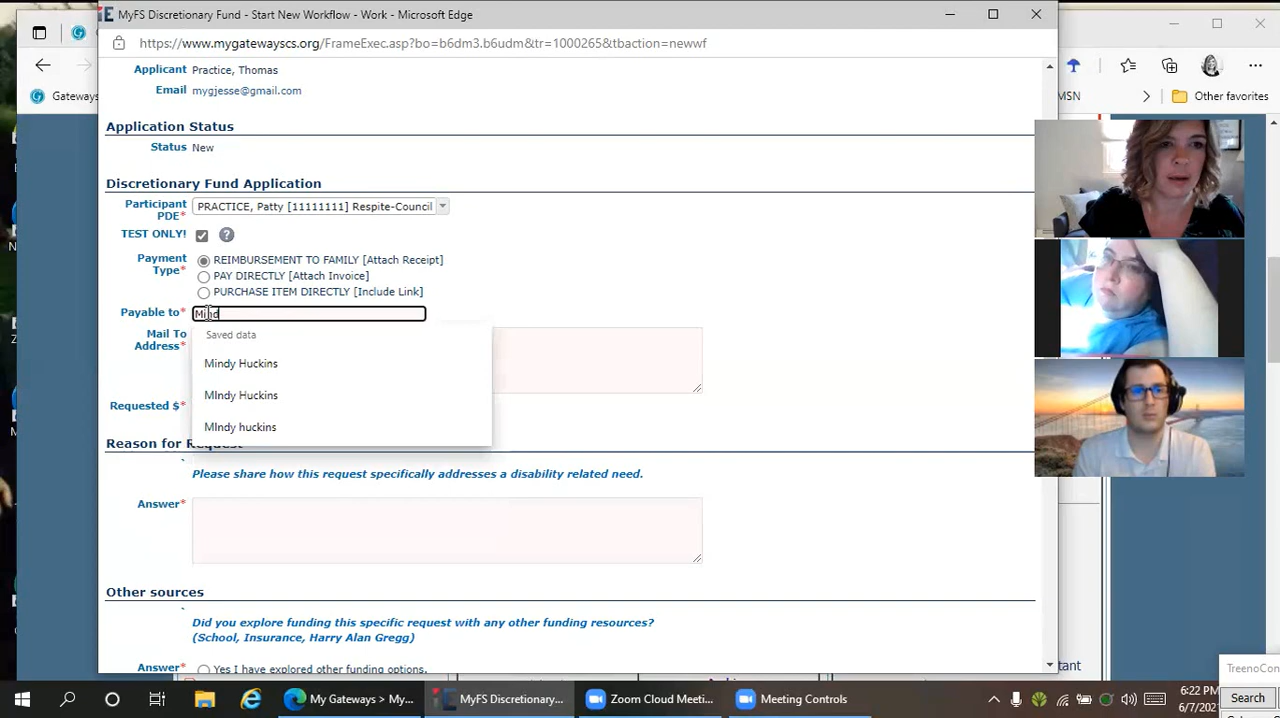 MyFS Discretionary Fund - Start New Workflow - Work - Microsoft Edge
https://www.mygatewayscs.org/FrameExec.asp?bo=b6dm3.b6udm&tr=1000265&tbaction=newwf
Gateways
MSN
Other favorites
Applicant Practice, Thomas
Email mygjesse@gmail.com
Application Status
Status New
Discretionary Fund Application
Participant PDE* PRACTICE, Patty [11111111] Respite-Council
TEST ONLY!
Payment Type* REIMBURSEMENT TO FAMILY [Attach Receipt]
PAY DIRECTLY [Attach Invoice]
PURCHASE ITEM DIRECTLY [Include Link]
Payable to* Mind
Saved data
Mindy Huckins
MIndy Huckins
MIndy huckins
Mail To Address*
Requested $*
Reason for Request
Please share how this request specifically addresses a disability related need.
Answer*
Other sources
Did you explore funding this specific request with any other funding resources?
(School, Insurance, Harry Alan Gregg)
Answer* Yes I have explored other funding options.
tant
TreenoCon
Search
My Gateways > My...
MyFS Discretionary...
Zoom Cloud Meeti...
Meeting Controls
6:22 PM
6/7/202